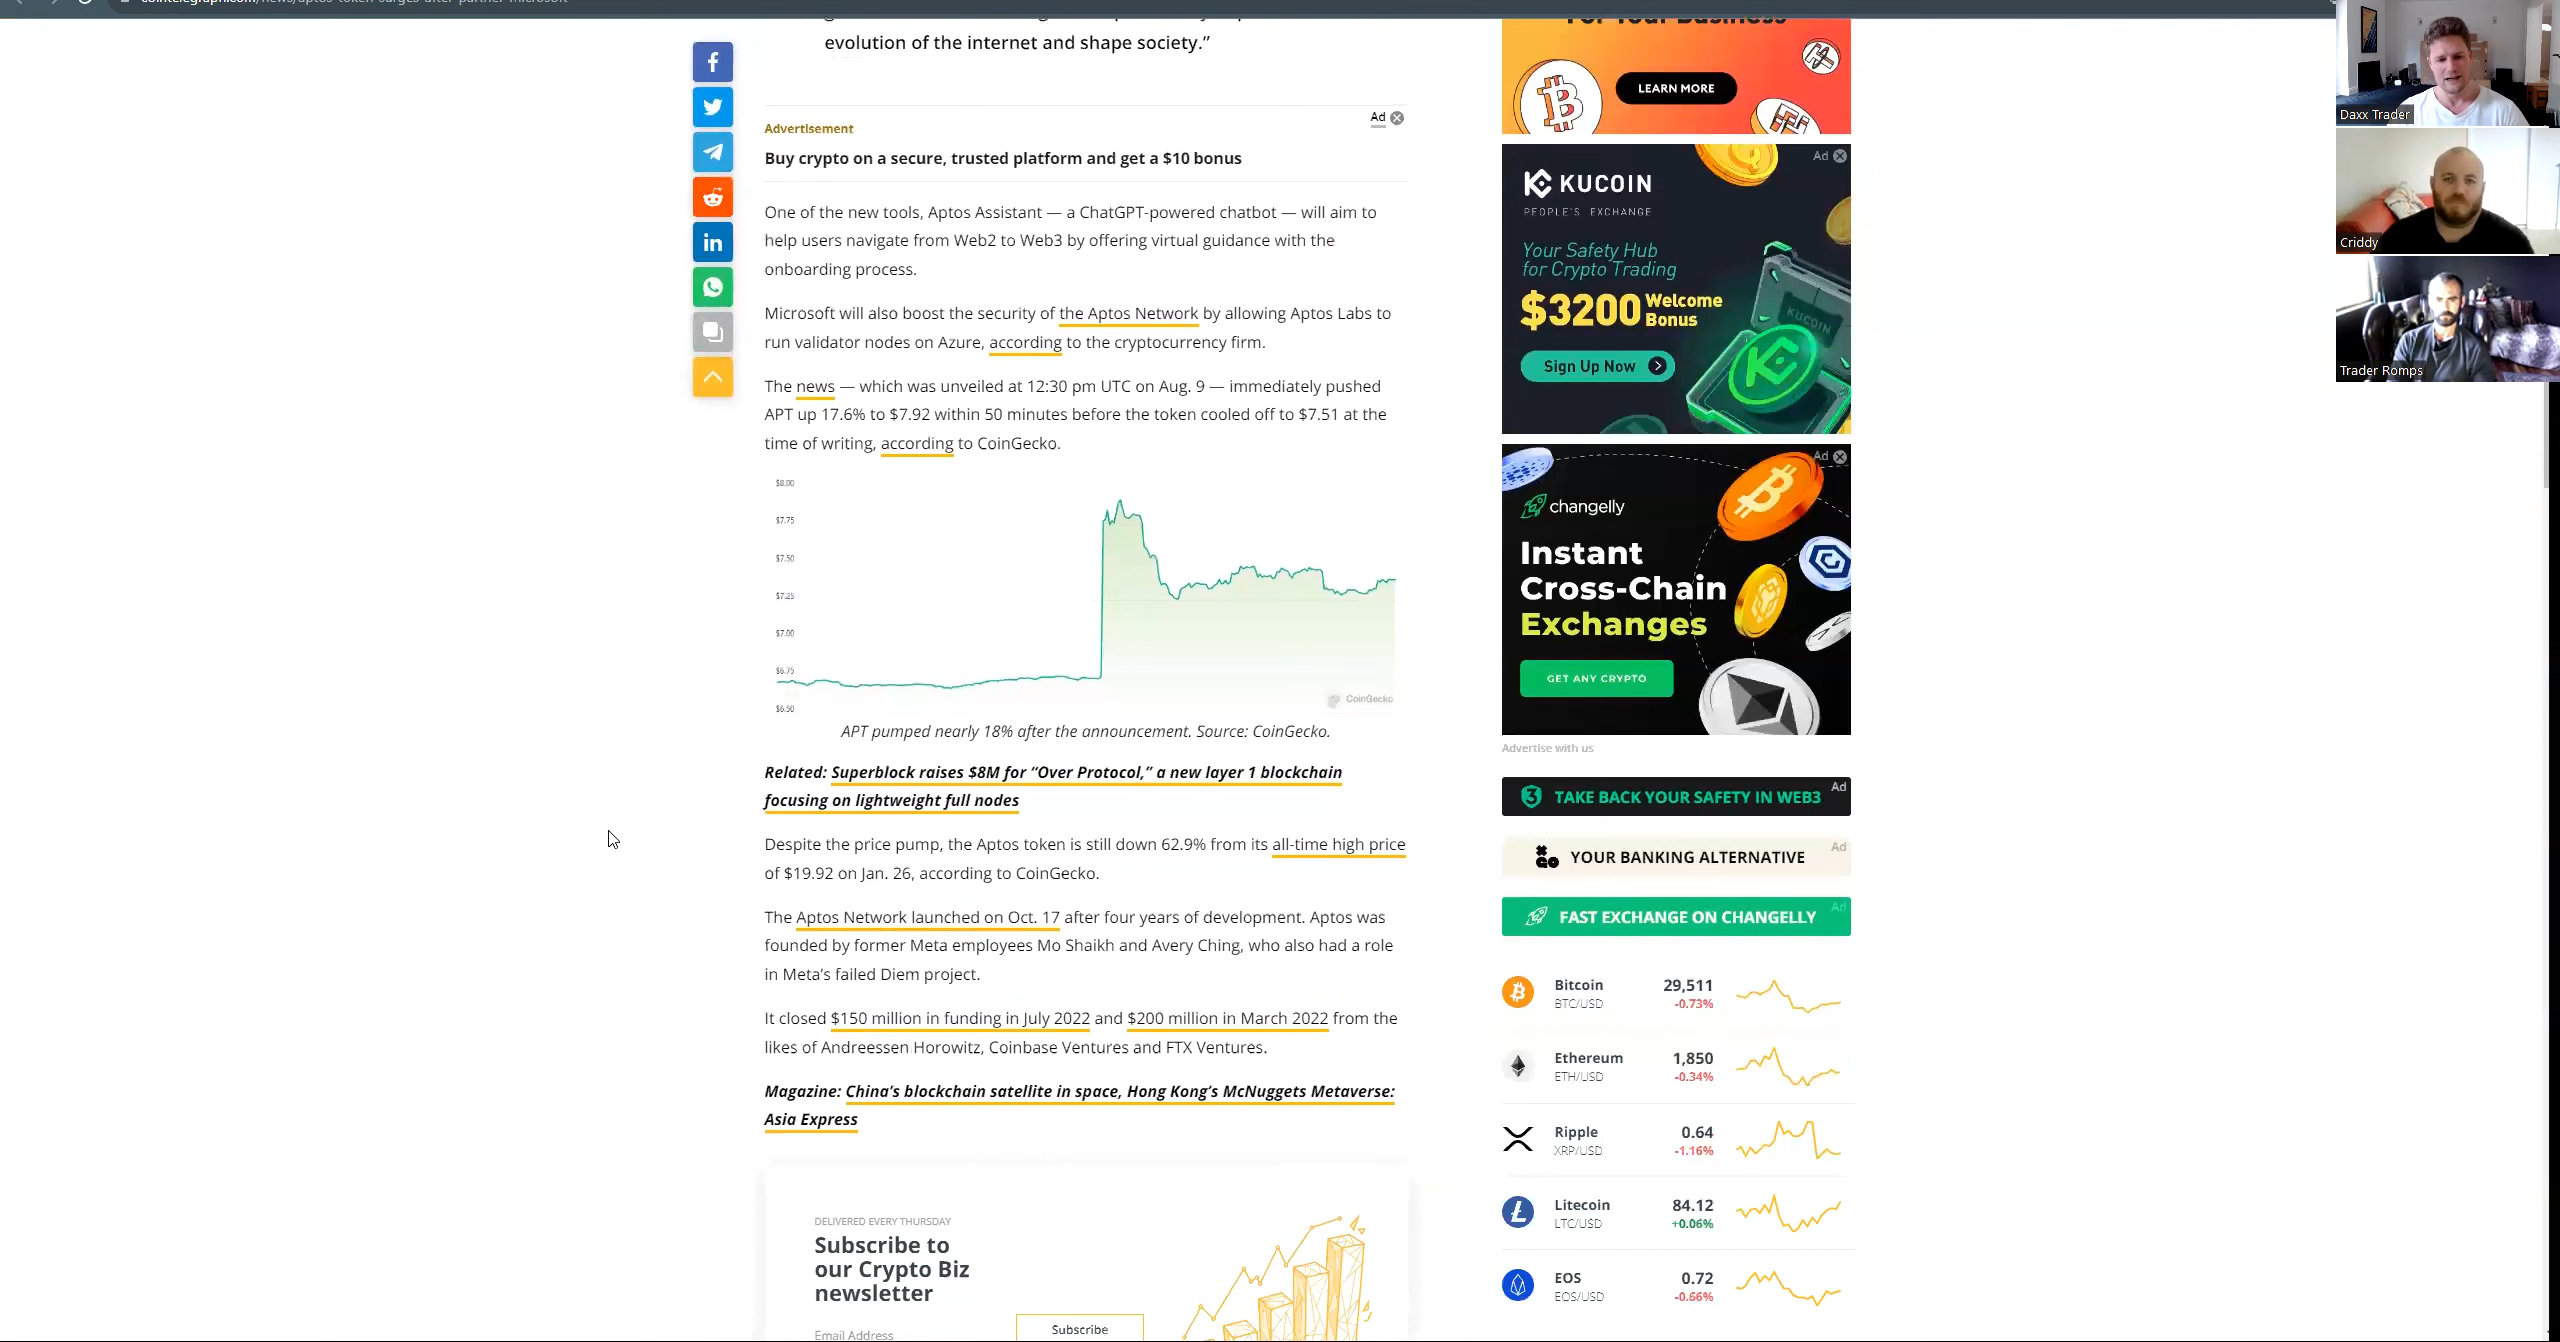 cointelegraph.com/news/aptos-token-surges-after-partner-microsoft
evolution of the internet and shape society.”
Advertisement
Ad
Buy crypto on a secure, trusted platform and get a $10 bonus
One of the new tools, Aptos Assistant — a ChatGPT-powered chatbot — will aim to
help users navigate from Web2 to Web3 by offering virtual guidance with the
onboarding process.
Microsoft will also boost the security of the Aptos Network by allowing Aptos Labs to
run validator nodes on Azure, according to the cryptocurrency firm.
The news — which was unveiled at 12:30 pm UTC on Aug. 9 — immediately pushed
APT up 17.6% to $7.92 within 50 minutes before the token cooled off to $7.51 at the
time of writing, according to CoinGecko.
$8.00
$7.75
$7.50
$7.25
$7.00
$6.75
$6.50
CoinGecko
APT pumped nearly 18% after the announcement. Source: CoinGecko.
Related: Superblock raises $8M for “Over Protocol,” a new layer 1 blockchain
focusing on lightweight full nodes
Despite the price pump, the Aptos token is still down 62.9% from its all-time high price
of $19.92 on Jan. 26, according to CoinGecko.
The Aptos Network launched on Oct. 17 after four years of development. Aptos was
founded by former Meta employees Mo Shaikh and Avery Ching, who also had a role
in Meta’s failed Diem project.
It closed $150 million in funding in July 2022 and $200 million in March 2022 from the
likes of Andreessen Horowitz, Coinbase Ventures and FTX Ventures.
Magazine: China’s blockchain satellite in space, Hong Kong’s McNuggets Metaverse:
Asia Express
DELIVERED EVERY THURSDAY
Subscribe to
our Crypto Biz
newsletter
Email Address
Subscribe
For Your Business
LEARN MORE
Ad
KUCOIN
PEOPLE'S EXCHANGE
Your Safety Hub
for Crypto Trading
$3200 Welcome
Bonus
Sign Up Now
KUCOIN
Ad
changelly
Instant
Cross-Chain
Exchanges
GET ANY CRYPTO
Advertise with us
TAKE BACK YOUR SAFETY IN WEB3
Ad
YOUR BANKING ALTERNATIVE
Ad
FAST EXCHANGE ON CHANGELLY
Ad
Bitcoin 29,511
BTC/USD -0.73%
Ethereum 1,850
ETH/USD -0.34%
Ripple 0.64
XRP/USD -1.16%
Litecoin 84.12
LTC/USD +0.06%
EOS 0.72
EOS/USD -0.66%
Daxx Trader
Criddy
Trader Romps